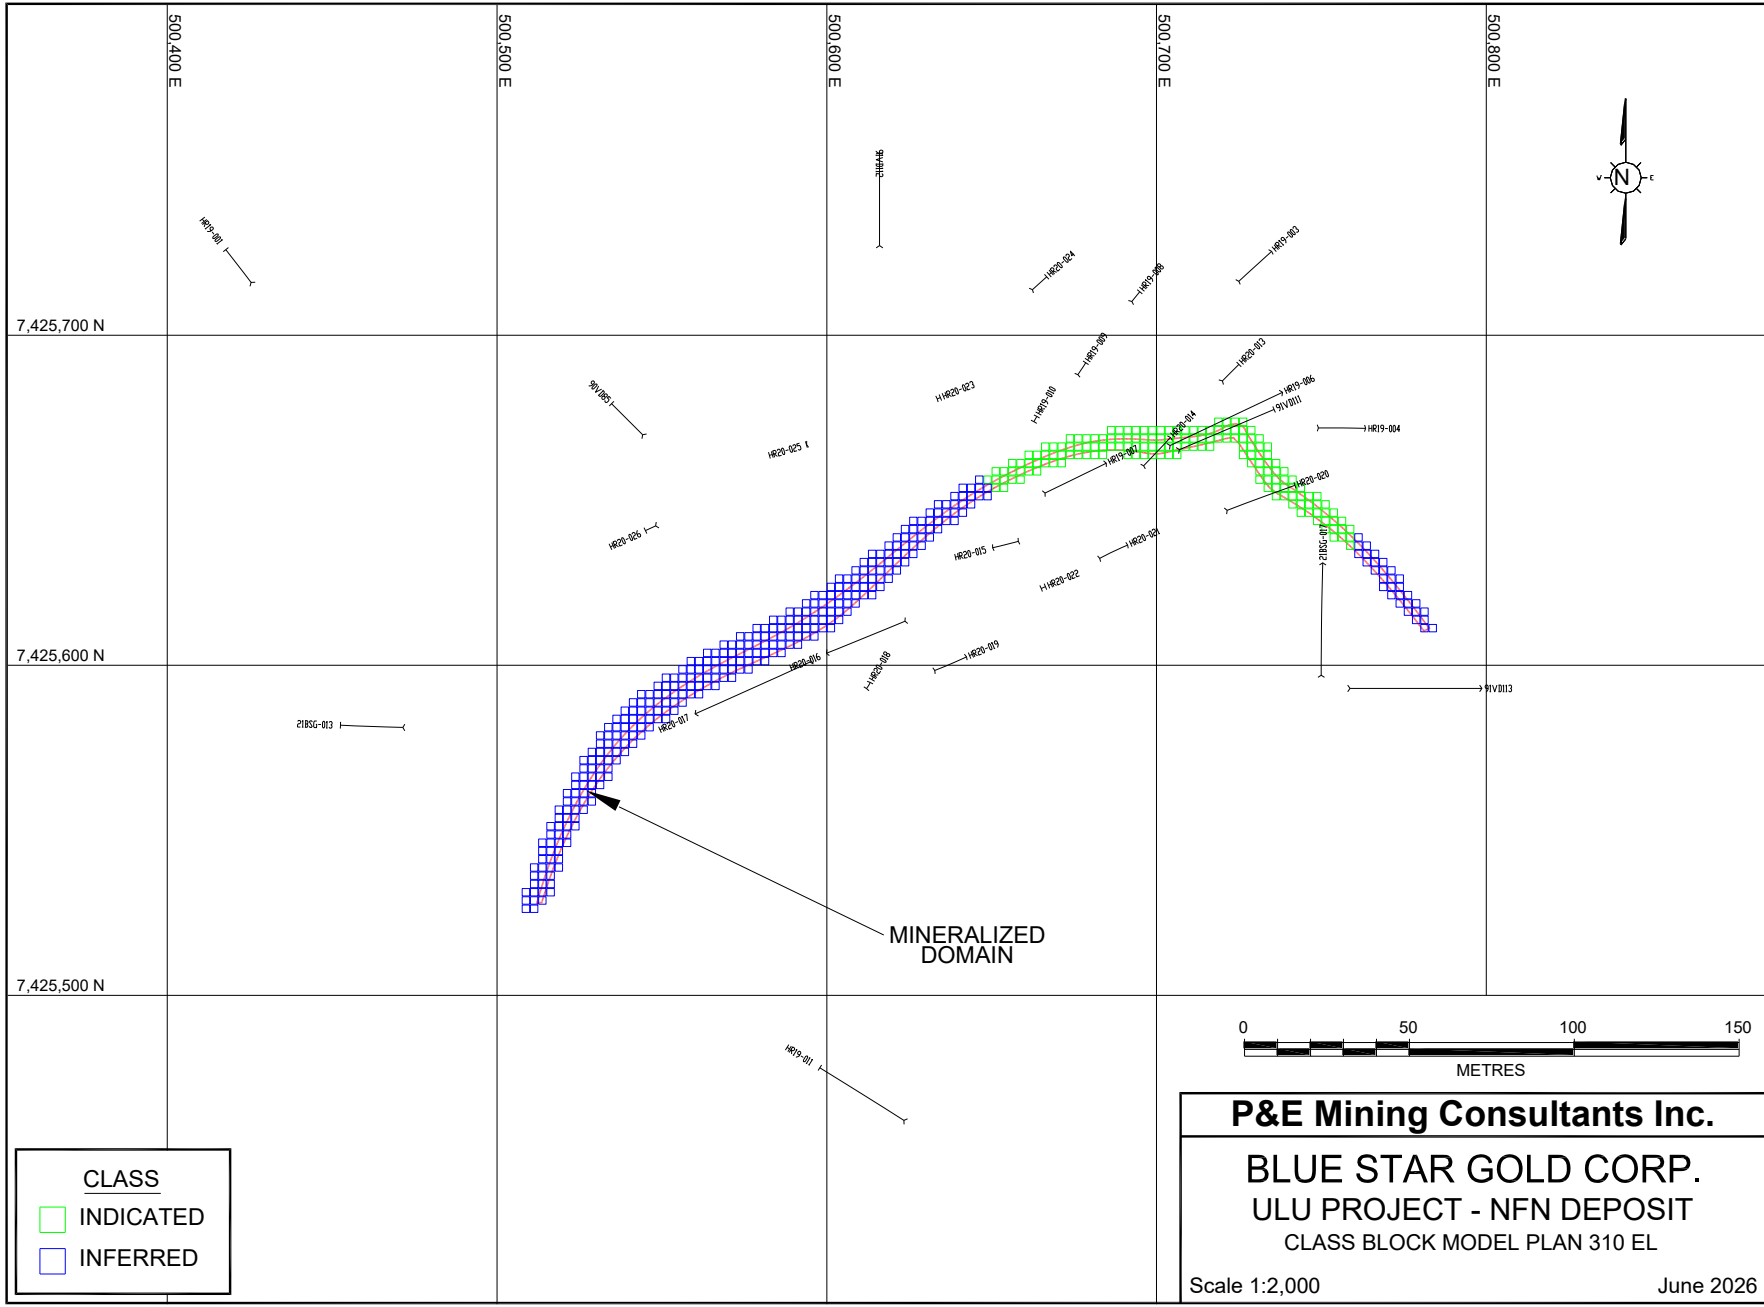 500,400 E
500,500 E
500,600 E
500,700 E
500,800 E
HR19-001
HR20-024
HR19-008
HR19-003
W N E
7,425,700 N
90VD85
HR20-023
HR19-009
HR19-010
HR20-013
HR19-006
91VD111
HR20-014
HR19-004
HR20-025
HR19-007
HR20-020
HR20-026
HR20-015
HR20-021
21BSG-017
HR20-022
7,425,600 N
HR20-016
HR20-018
HR20-019
91VD113
21BSG-013
HR20-017
MINERALIZED
DOMAIN
7,425,500 N
HR19-011
0 50 100 150
METRES
P&E Mining Consultants Inc.
BLUE STAR GOLD CORP.
ULU PROJECT - NFN DEPOSIT
CLASS BLOCK MODEL PLAN 310 EL
Scale 1:2,000 June 2026
CLASS
INDICATED
INFERRED